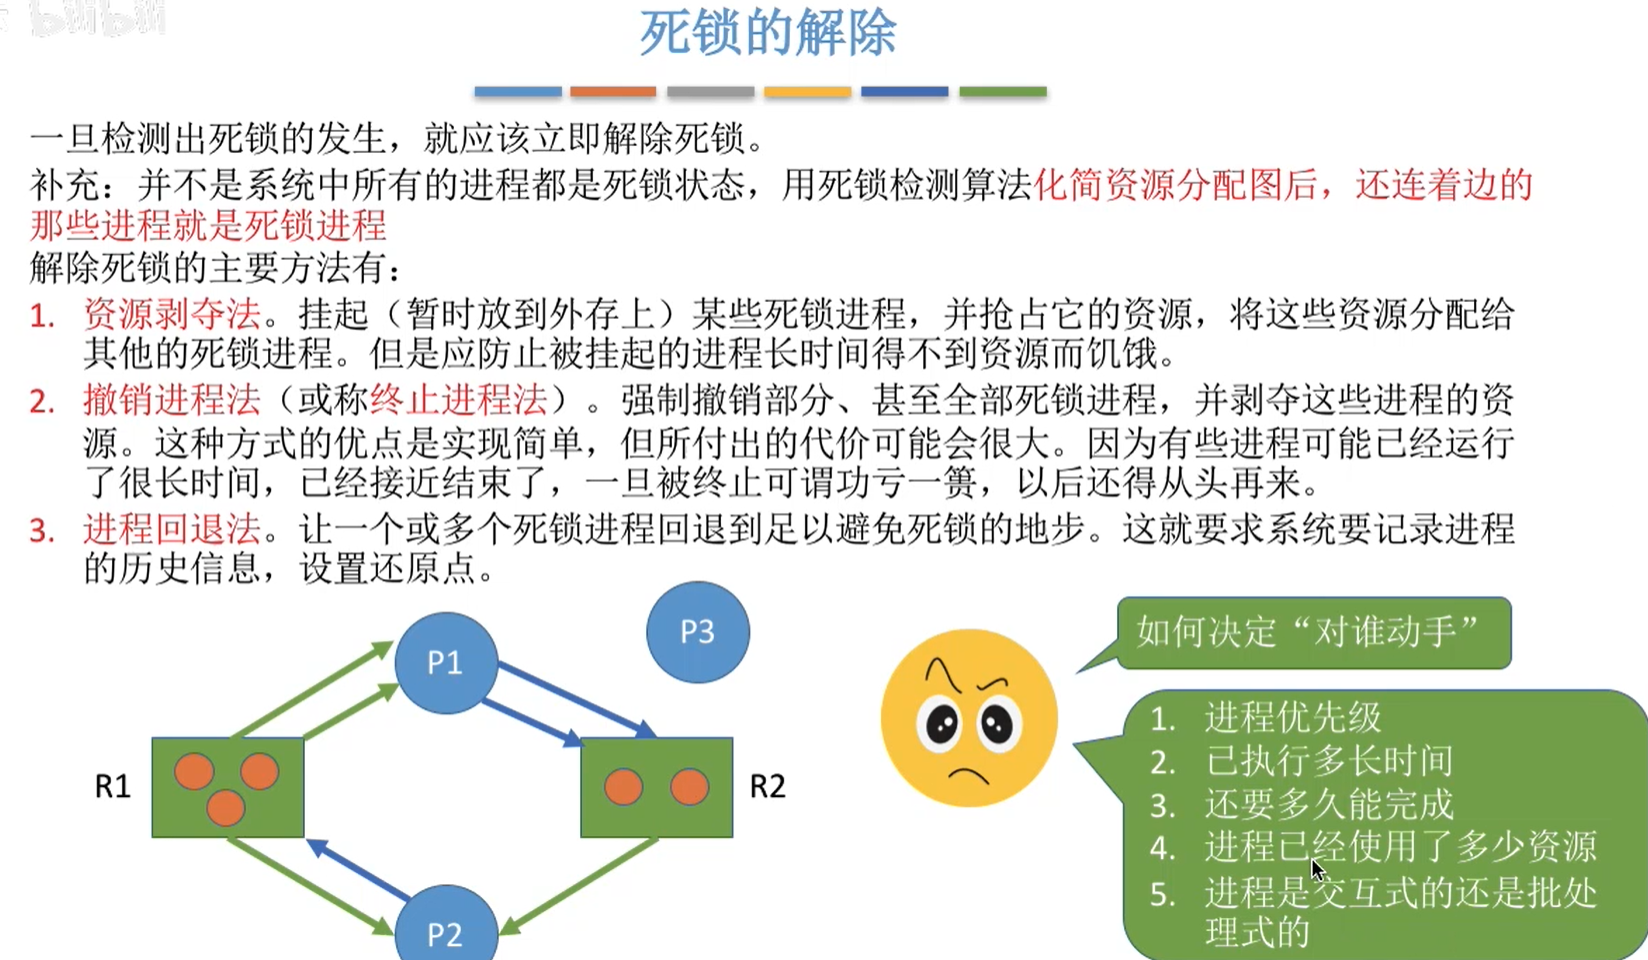 bilibili
死锁的解除
一旦检测出死锁的发生，就应该立即解除死锁。
补充：并不是系统中所有的进程都是死锁状态，用死锁检测算法化简资源分配图后，还连着边的
那些进程就是死锁进程
解除死锁的主要方法有：
1. 资源剥夺法。挂起（暂时放到外存上）某些死锁进程，并抢占它的资源，将这些资源分配给
其他的死锁进程。但是应防止被挂起的进程长时间得不到资源而饥饿。
2. 撤销进程法（或称终止进程法）。强制撤销部分、甚至全部死锁进程，并剥夺这些进程的资
源。这种方式的优点是实现简单，但所付出的代价可能会很大。因为有些进程可能已经运行
了很长时间，已经接近结束了，一旦被终止可谓功亏一篑，以后还得从头再来。
3. 进程回退法。让一个或多个死锁进程回退到足以避免死锁的地步。这就要求系统要记录进程
的历史信息，设置还原点。
P1
P3
R1
R2
P2
如何决定“对谁动手”
1. 进程优先级
2. 已执行多长时间
3. 还要多久能完成
4. 进程已经使用了多少资源
5. 进程是交互式的还是批处
理式的